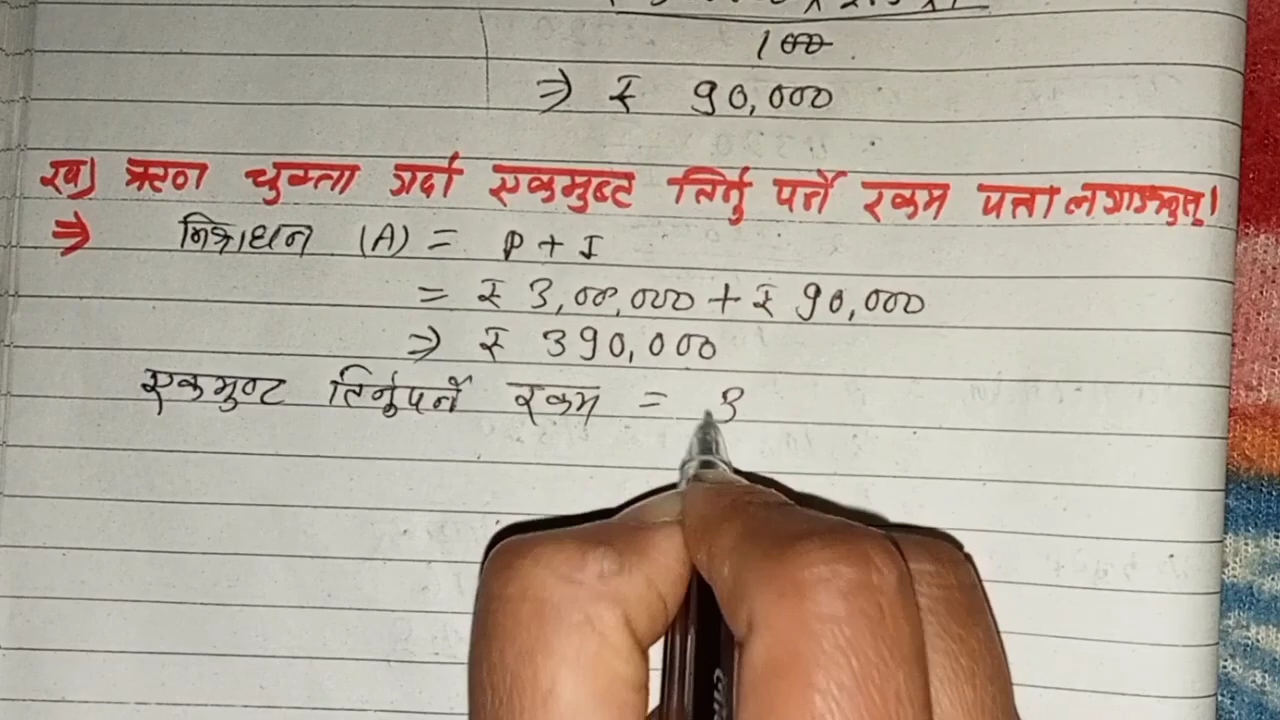 100
⇒ रु 90,000
ख) ऋण चुक्ता गर्दा एकमुष्ट तिर्नु पर्ने रकम पत्ता लगाउनुहोस्।
⇒ मिश्रधन (A) = P + I
= रु 3,00,000 + रु 90,000
⇒ रु 390,000
एकमुष्ट तिर्नुपर्ने रकम = 3